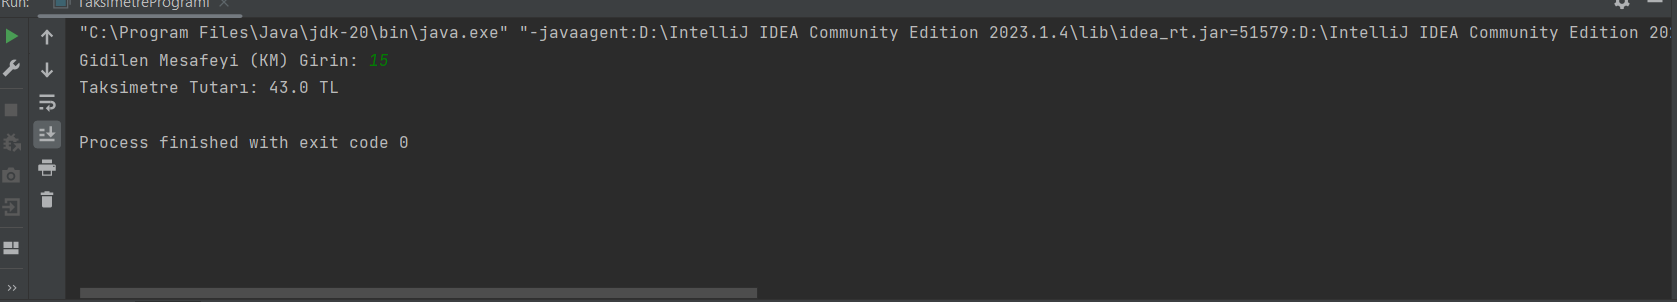 Run: TaksimetreProgrami
"C:\Program Files\Java\jdk-20\bin\java.exe" "-javaagent:D:\IntelliJ IDEA Community Edition 2023.1.4\lib\idea_rt.jar=51579:D:\IntelliJ IDEA Community Edition 20
Gidilen Mesafeyi (KM) Girin: 15
Taksimetre Tutarı: 43.0 TL
Process finished with exit code 0